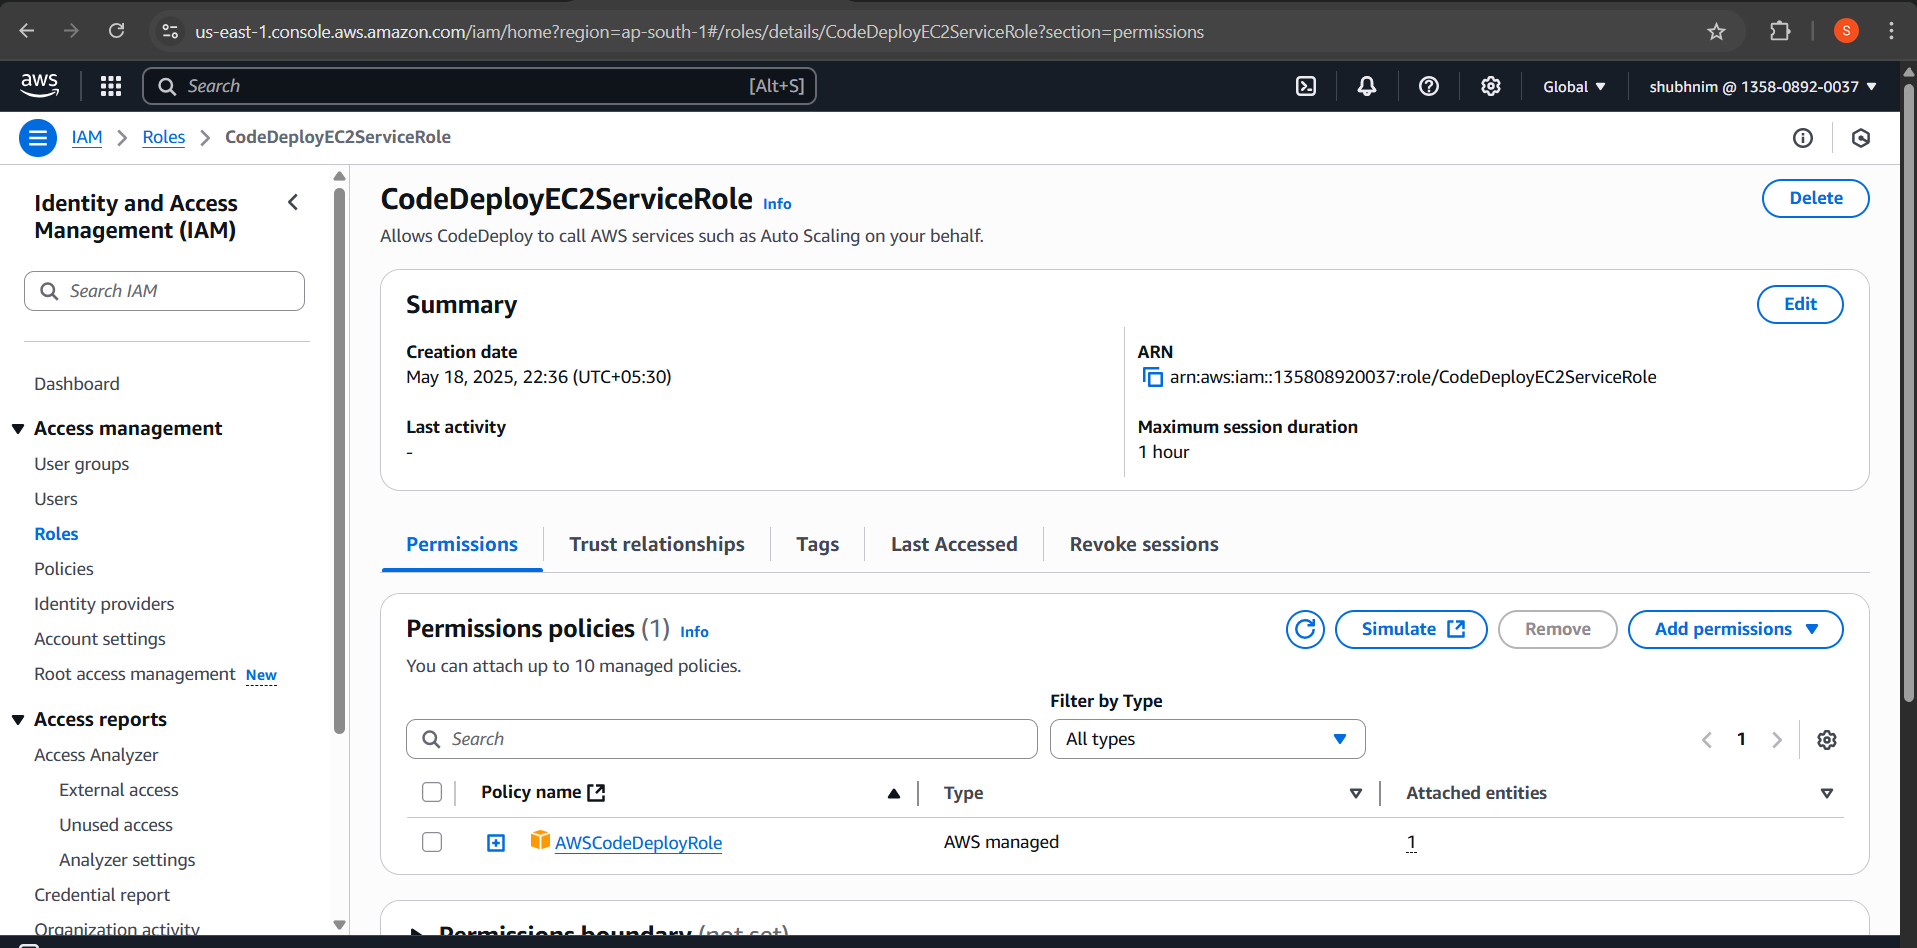 us-east-1.console.aws.amazon.com/iam/home?region=ap-south-1#/roles/details/CodeDeployEC2ServiceRole?section=permissions
S
aws
Search
[Alt+S]
Global
shubhnim @ 1358-0892-0037
IAM
Roles
CodeDeployEC2ServiceRole
Identity and Access
Management (IAM)
Search IAM
Dashboard
Access management
User groups
Users
Roles
Policies
Identity providers
Account settings
Root access management New
Access reports
Access Analyzer
External access
Unused access
Analyzer settings
Credential report
Organization activity
CodeDeployEC2ServiceRole Info
Delete
Allows CodeDeploy to call AWS services such as Auto Scaling on your behalf.
Summary
Edit
Creation date
May 18, 2025, 22:36 (UTC+05:30)
ARN
arn:aws:iam::135808920037:role/CodeDeployEC2ServiceRole
Last activity
-
Maximum session duration
1 hour
Permissions
Trust relationships
Tags
Last Accessed
Revoke sessions
Permissions policies (1) Info
Simulate
Remove
Add permissions
You can attach up to 10 managed policies.
Filter by Type
Search
All types
1
Policy name
Type
Attached entities
AWSCodeDeployRole
AWS managed
1
Permissions boundary (not set)